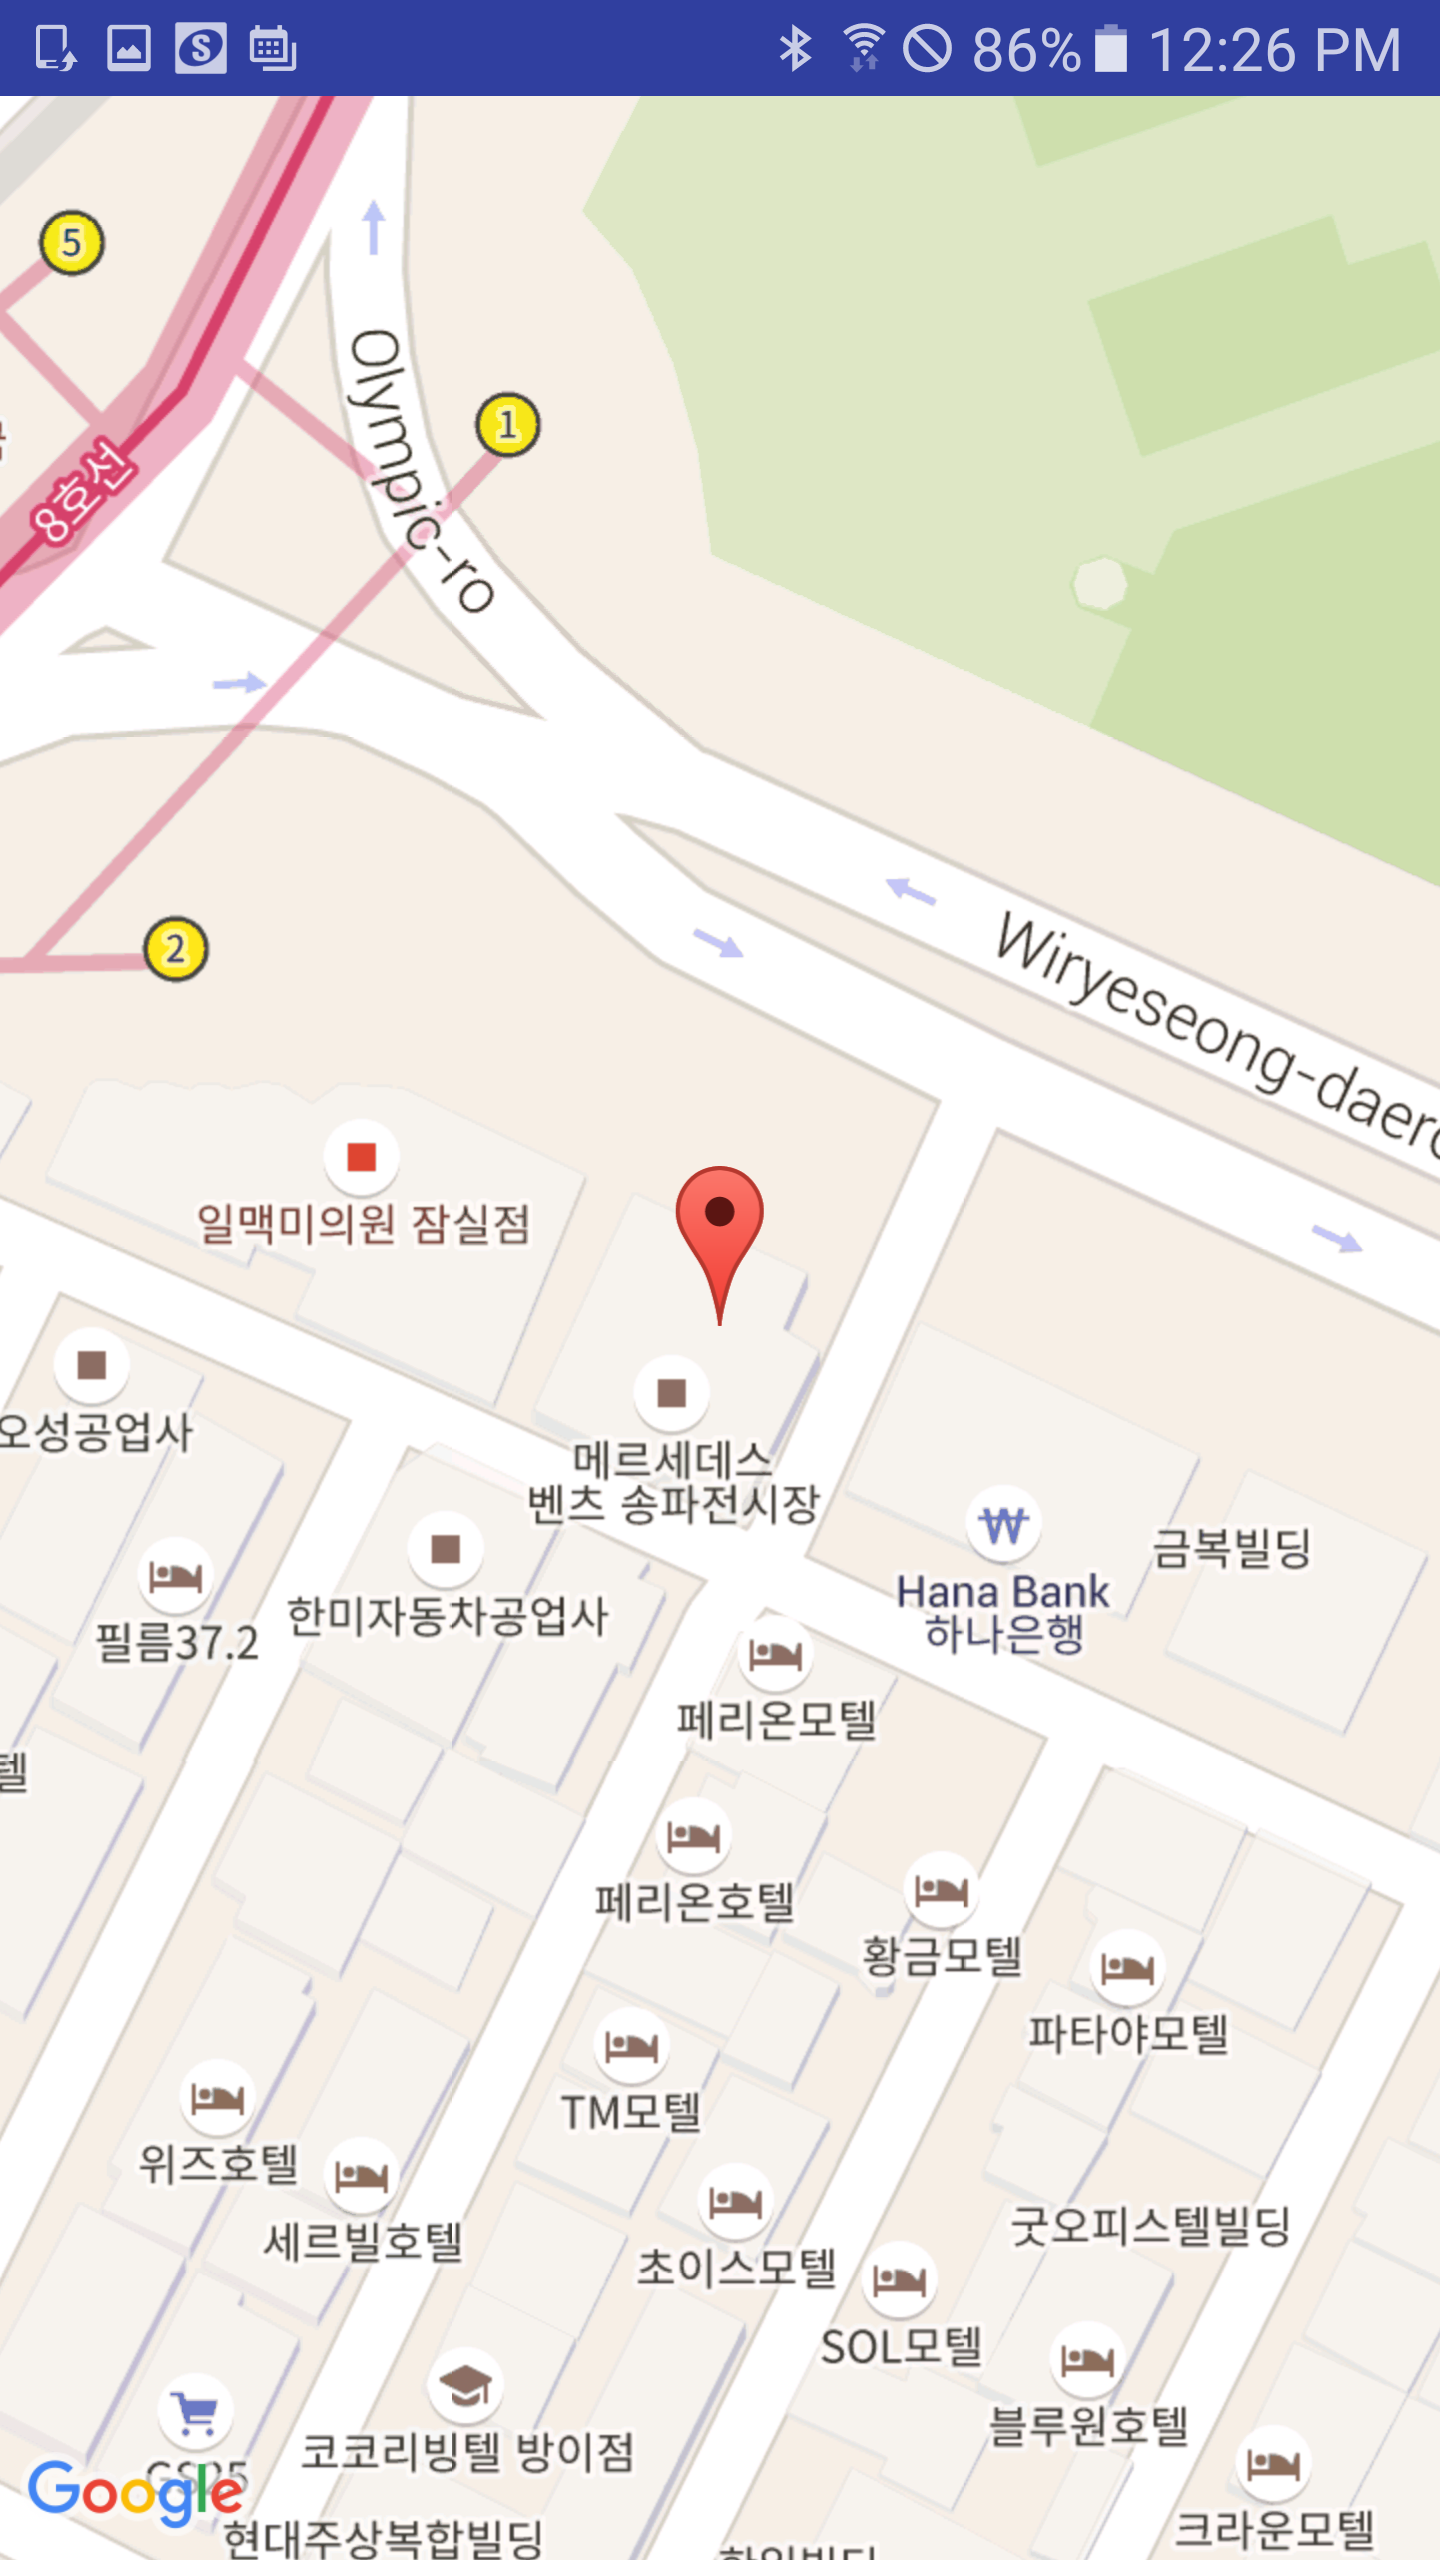 86% 12:26 PM
5
1
Olympic-ro
8호선
2
Wiryeseong-daero
일맥미의원 잠실점
오성공업사
메르세데스
벤츠 송파전시장
한미자동차공업사
필름37.2
Hana Bank
하나은행
금복빌딩
페리온모텔
텔
페리온호텔
황금모텔
파타야모텔
TM모텔
위즈호텔
세르빌호텔
초이스모텔
굿오피스텔빌딩
SOL모텔
블루원호텔
코코리빙텔 방이점
GS25
Google
크라운모텔
현대주상복합빌딩